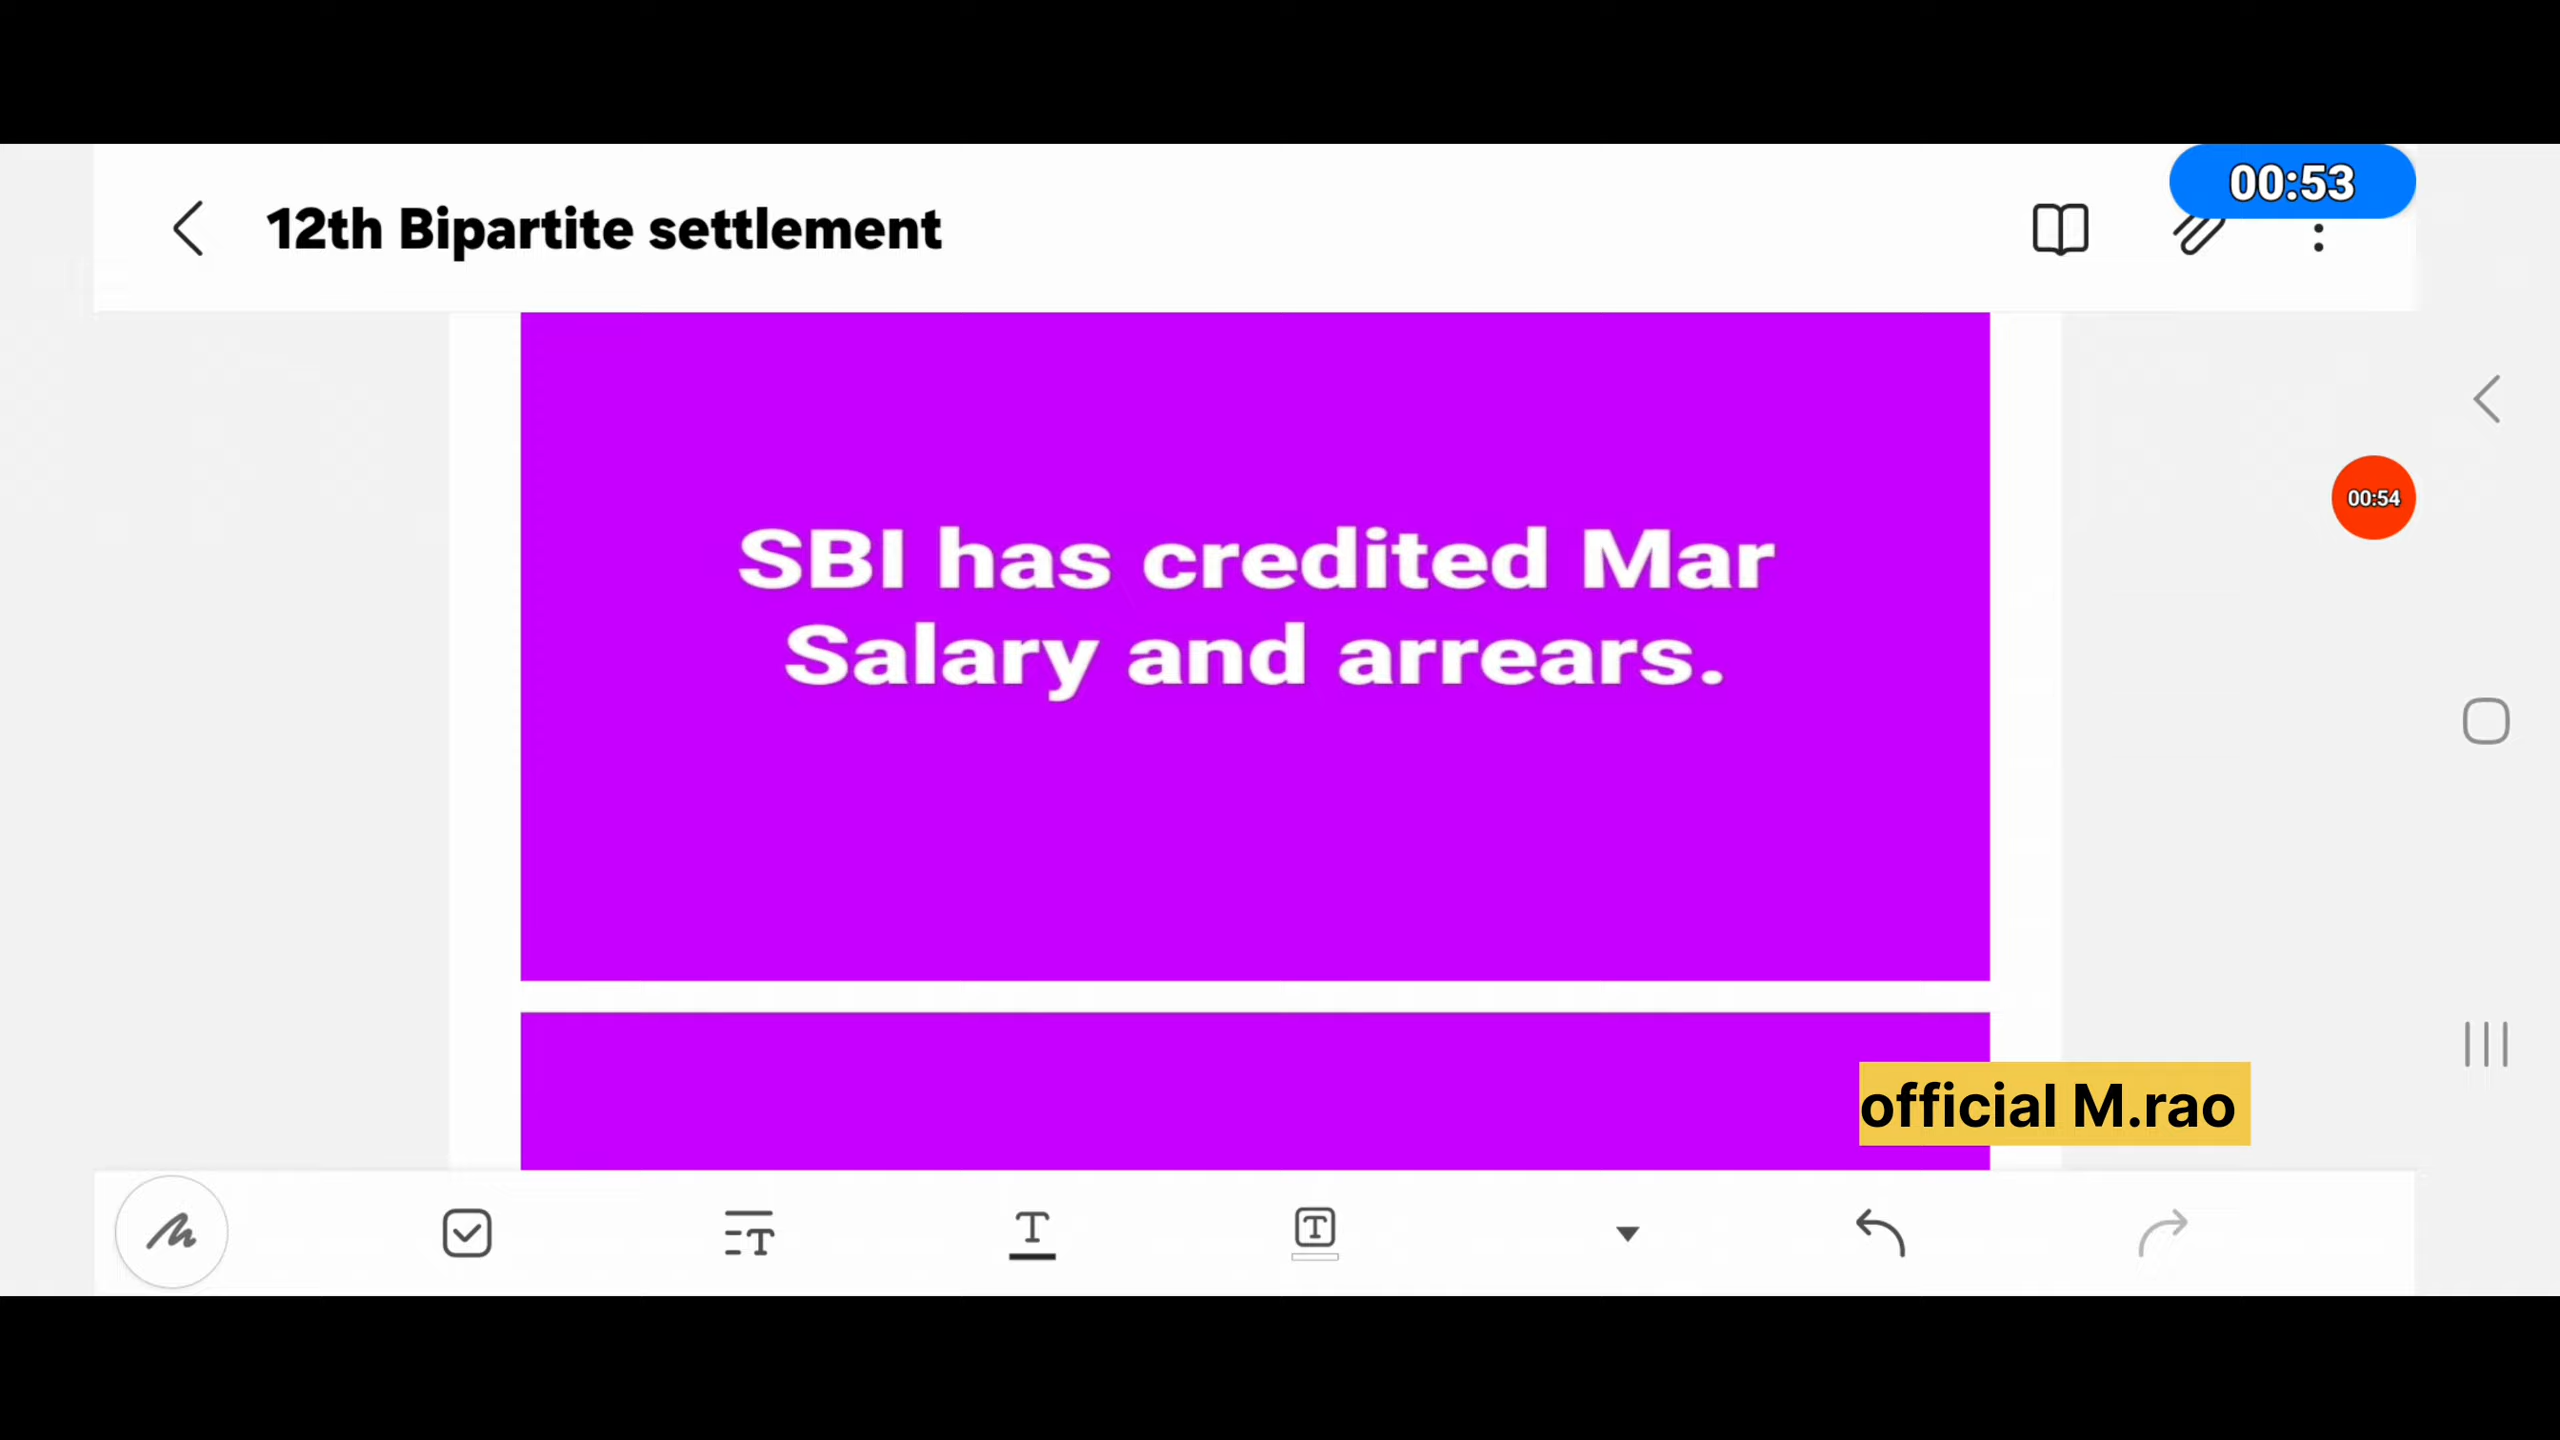 00:53
12th Bipartite settlement
00:54
SBI has credited Mar
Salary and arrears.
official M.rao